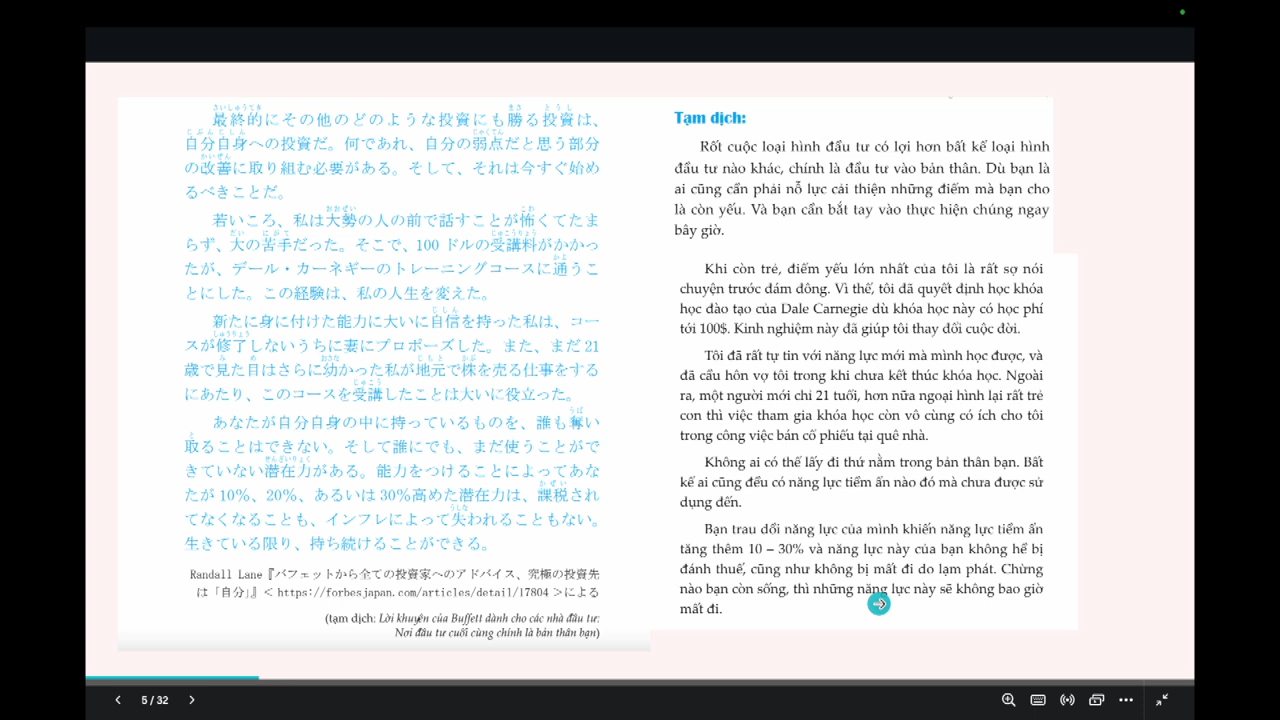 最終的にその他のどのような投資にも勝る投資は、
自分自身への投資だ。何であれ、自分の弱点だと思う部分
の改善に取り組む必要がある。そして、それは今すぐ始め
るべきことだ。
若いころ、私は大勢の人の前で話すことが怖くてたま
らず、大の苦手だった。そこで、100 ドルの受講料がかかっ
たが、デール・カーネギーのトレーニングコースに通うこ
とにした。この経験は、私の人生を変えた。
新たに身に付けた能力に大いに自信を持った私は、コー
スが修了しないうちに妻にプロポーズした。また、まだ 21
歳で見た目はさらに幼かった私が地元で株を売る仕事をする
にあたり、このコースを受講したことは大いに役立った。
あなたが自分自身の中に持っているものを、誰も奪い
取ることはできない。そして誰にでも、まだ使うことがで
きていない潜在力がある。能力をつけることによってあな
たが 10％、20％、あるいは 30％高めた潜在力は、課税され
てなくなることも、インフレによって失われることもない。
生きている限り、持ち続けることができる。
Randall Lane『バフェットから全ての投資家へのアドバイス、究極の投資先
は「自分」』< https://forbesjapan.com/articles/detail/17804 >による
(tạm dịch: Lời khuyên của Buffett dành cho các nhà đầu tư:
Nơi đầu tư cuối cùng chính là bản thân bạn)
Tạm dịch:
Rốt cuộc loại hình đầu tư có lợi hơn bất kể loại hình
đầu tư nào khác, chính là đầu tư vào bản thân. Dù bạn là
ai cũng cần phải nỗ lực cải thiện những điểm mà bạn cho
là còn yếu. Và bạn cần bắt tay vào thực hiện chúng ngay
bây giờ.
Khi còn trẻ, điểm yếu lớn nhất của tôi là rất sợ nói
chuyện trước đám đông. Vì thế, tôi đã quyết định học khóa
học đào tạo của Dale Carnegie dù khóa học này có học phí
tới 100$. Kinh nghiệm này đã giúp tôi thay đổi cuộc đời.
Tôi đã rất tự tin với năng lực mới mà mình học được, và
đã cầu hôn vợ tôi trong khi chưa kết thúc khóa học. Ngoài
ra, một người mới chỉ 21 tuổi, hơn nữa ngoại hình lại rất trẻ
con thì việc tham gia khóa học còn vô cùng có ích cho tôi
trong công việc bán cổ phiếu tại quê nhà.
Không ai có thể lấy đi thứ nằm trong bản thân bạn. Bất
kể ai cũng đều có năng lực tiềm ẩn nào đó mà chưa được sử
dụng đến.
Bạn trau dồi năng lực của mình khiến năng lực tiềm ẩn
tăng thêm 10 – 30% và năng lực này của bạn không hề bị
đánh thuế, cũng như không bị mất đi do lạm phát. Chừng
nào bạn còn sống, thì những năng lực này sẽ không bao giờ
mất đi.
5 / 32